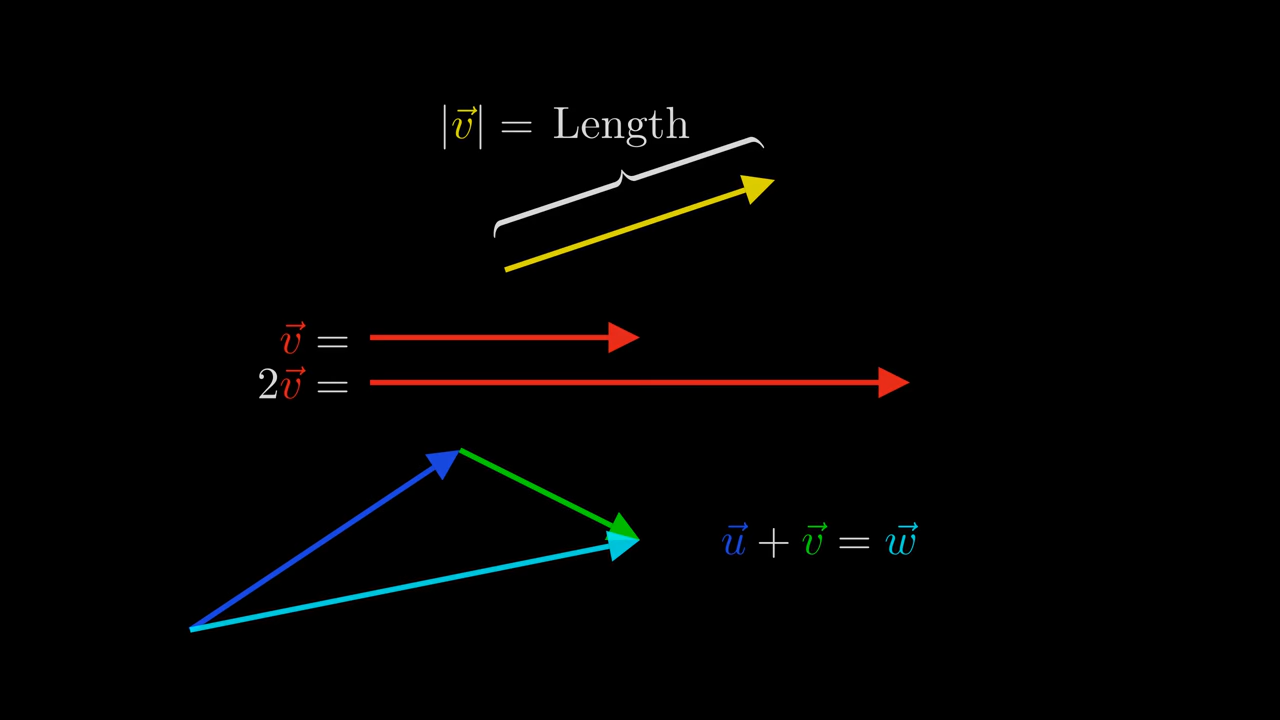 |v⃗| = Length
v⃗ =
2v⃗ =
u⃗ + v⃗ = w⃗